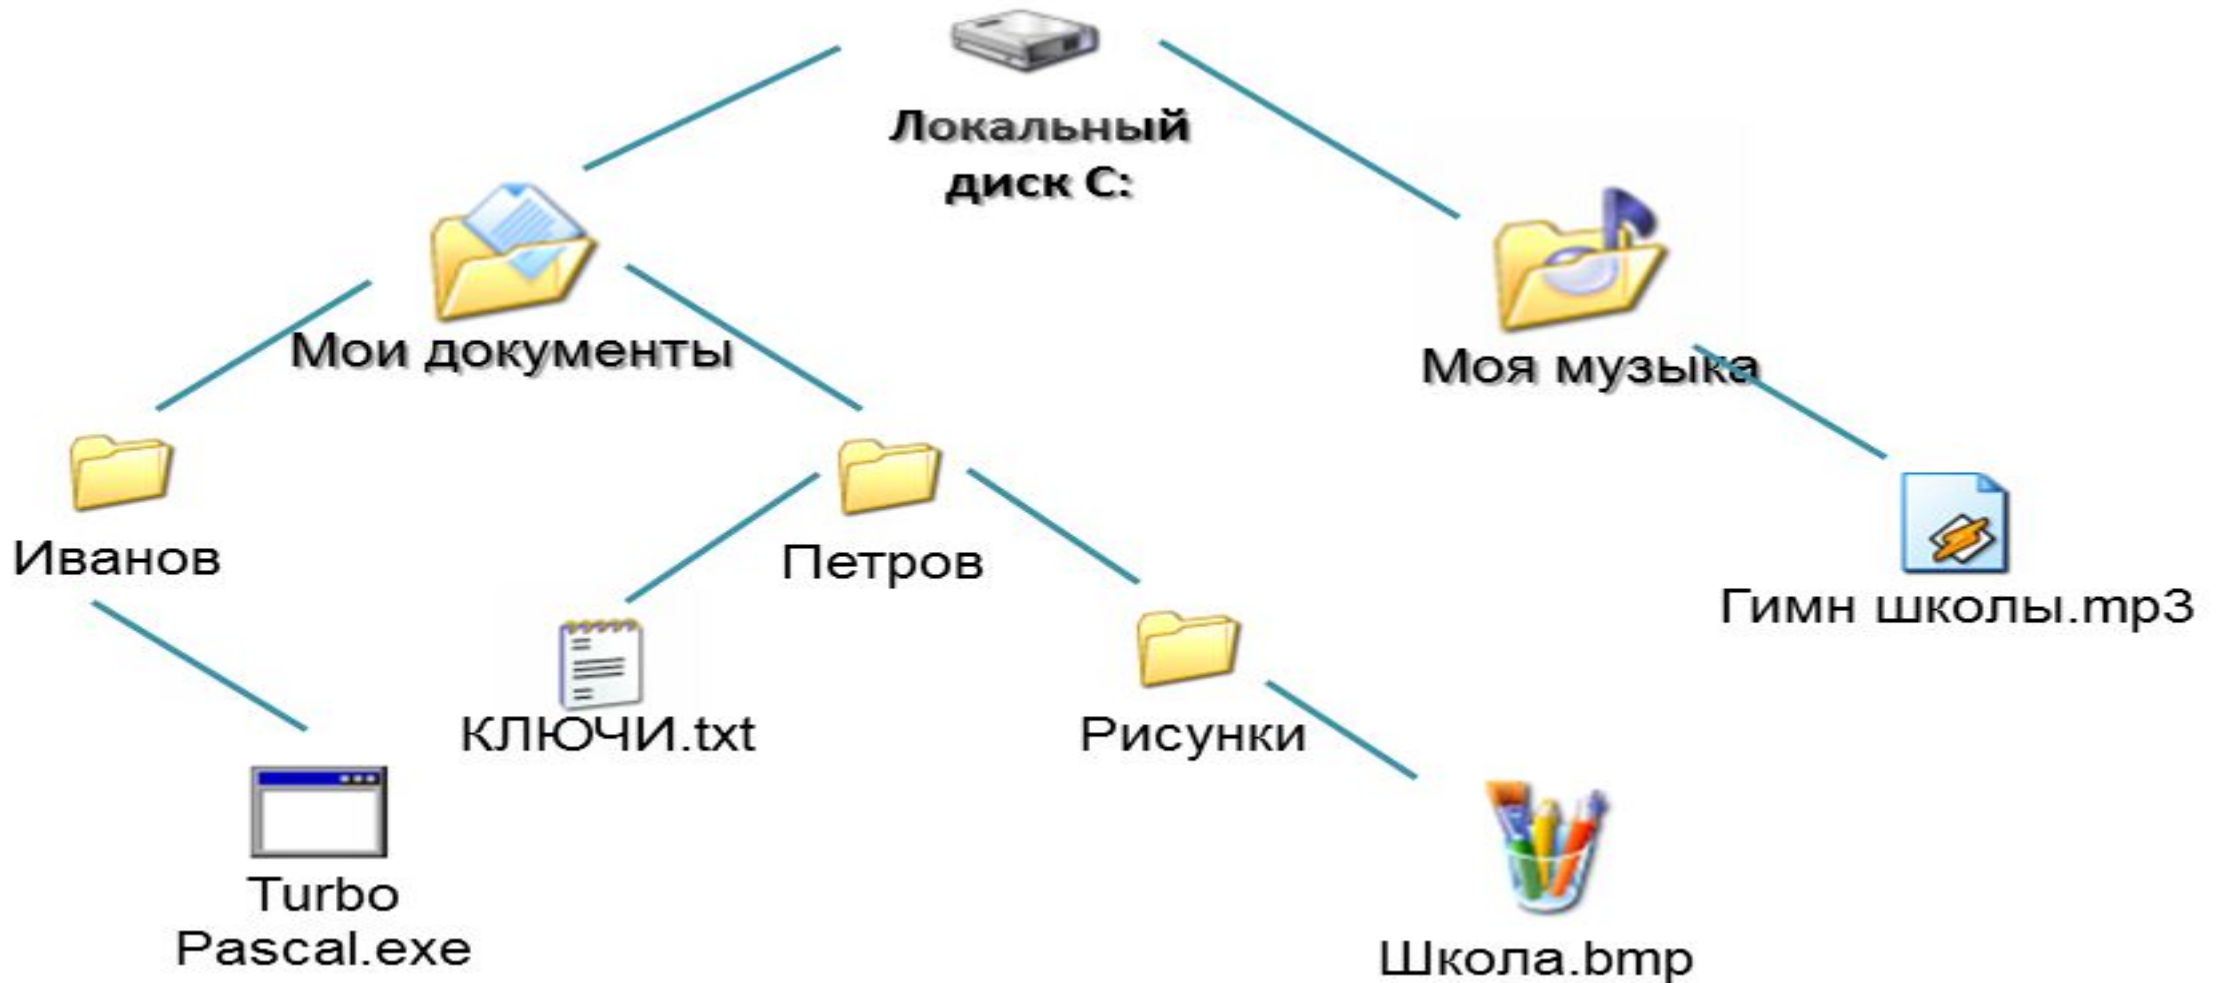 Локальный
диск C:
Мои документы
Моя музыка
Иванов
Петров
Гимн школы.mp3
КЛЮЧИ.txt
Рисунки
Turbo
Pascal.exe
Школа.bmp